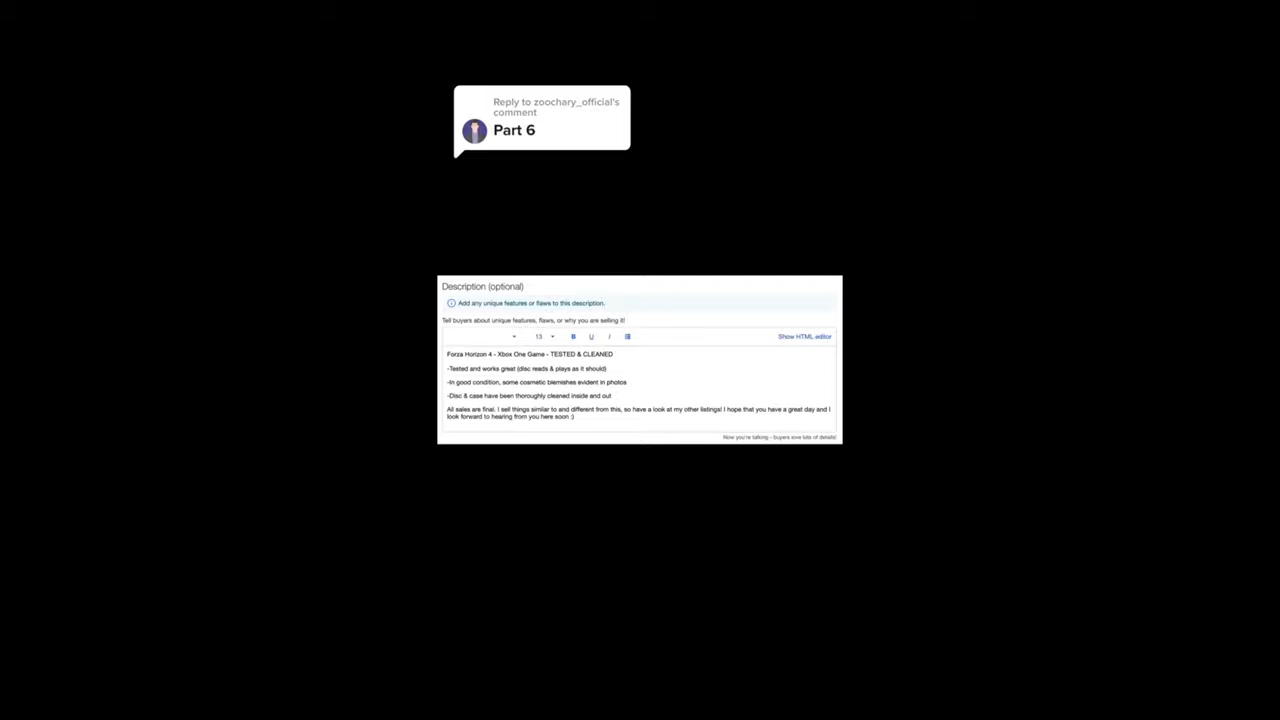 Reply to zoochary_official's
comment
Part 6
Description (optional)
Add any unique features or flaws to this description.
Tell buyers about unique features, flaws, or why you are selling it!
13 B U I Show HTML editor
Forza Horizon 4 - Xbox One Game - TESTED & CLEANED
-Tested and works great (disc reads & plays as it should)
-In good condition, some cosmetic blemishes evident in photos
-Disc & case have been thoroughly cleaned inside and out
All sales are final. I sell things similar to and different from this, so have a look at my other listings! I hope that you have a great day and I
look forward to hearing from you here soon :)
Now you're talking - buyers love lots of details!